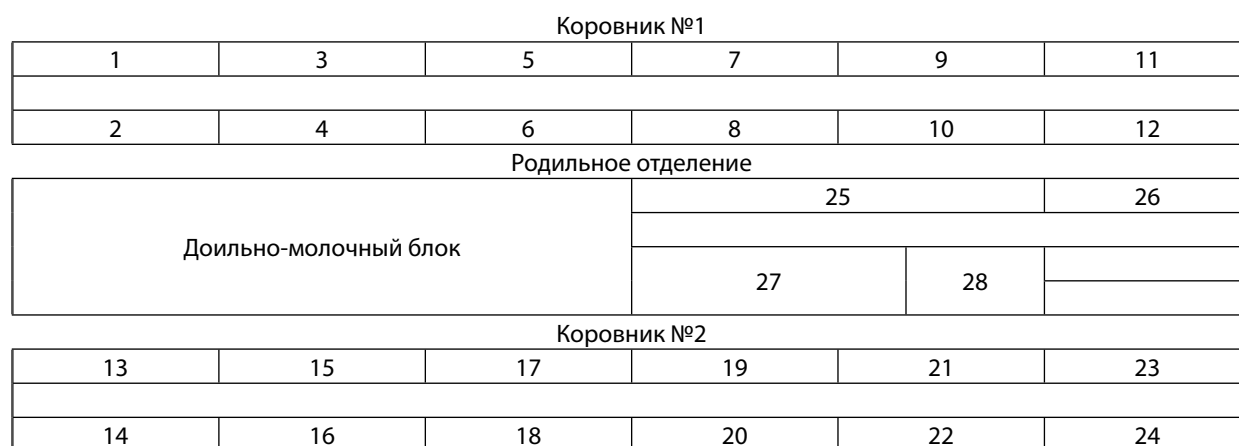 Коровник №1
1 3 5 7 9 11
2 4 6 8 10 12
Родильное отделение
25 26
Доильно-молочный блок
27 28
Коровник №2
13 15 17 19 21 23
14 16 18 20 22 24